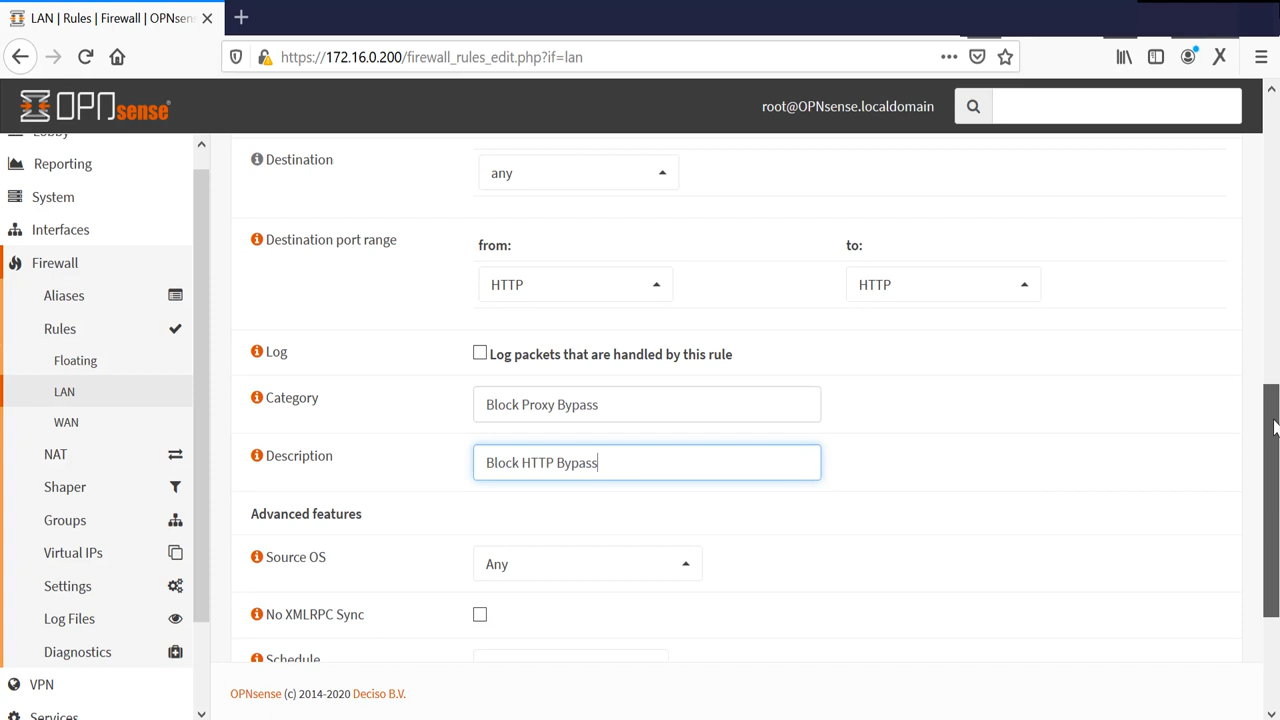 LAN | Rules | Firewall | OPNsens
https://172.16.0.200/firewall_rules_edit.php?if=lan
OPNsense
root@OPNsense.localdomain
Lobby
Reporting
System
Interfaces
Firewall
Aliases
Rules
Floating
LAN
WAN
NAT
Shaper
Groups
Virtual IPs
Settings
Log Files
Diagnostics
VPN
Services
Destination
any
Destination port range
from:
to:
HTTP
HTTP
Log
Log packets that are handled by this rule
Category
Block Proxy Bypass
Description
Block HTTP Bypass
Advanced features
Source OS
Any
No XMLRPC Sync
Schedule
OPNsense (c) 2014-2020 Deciso B.V.